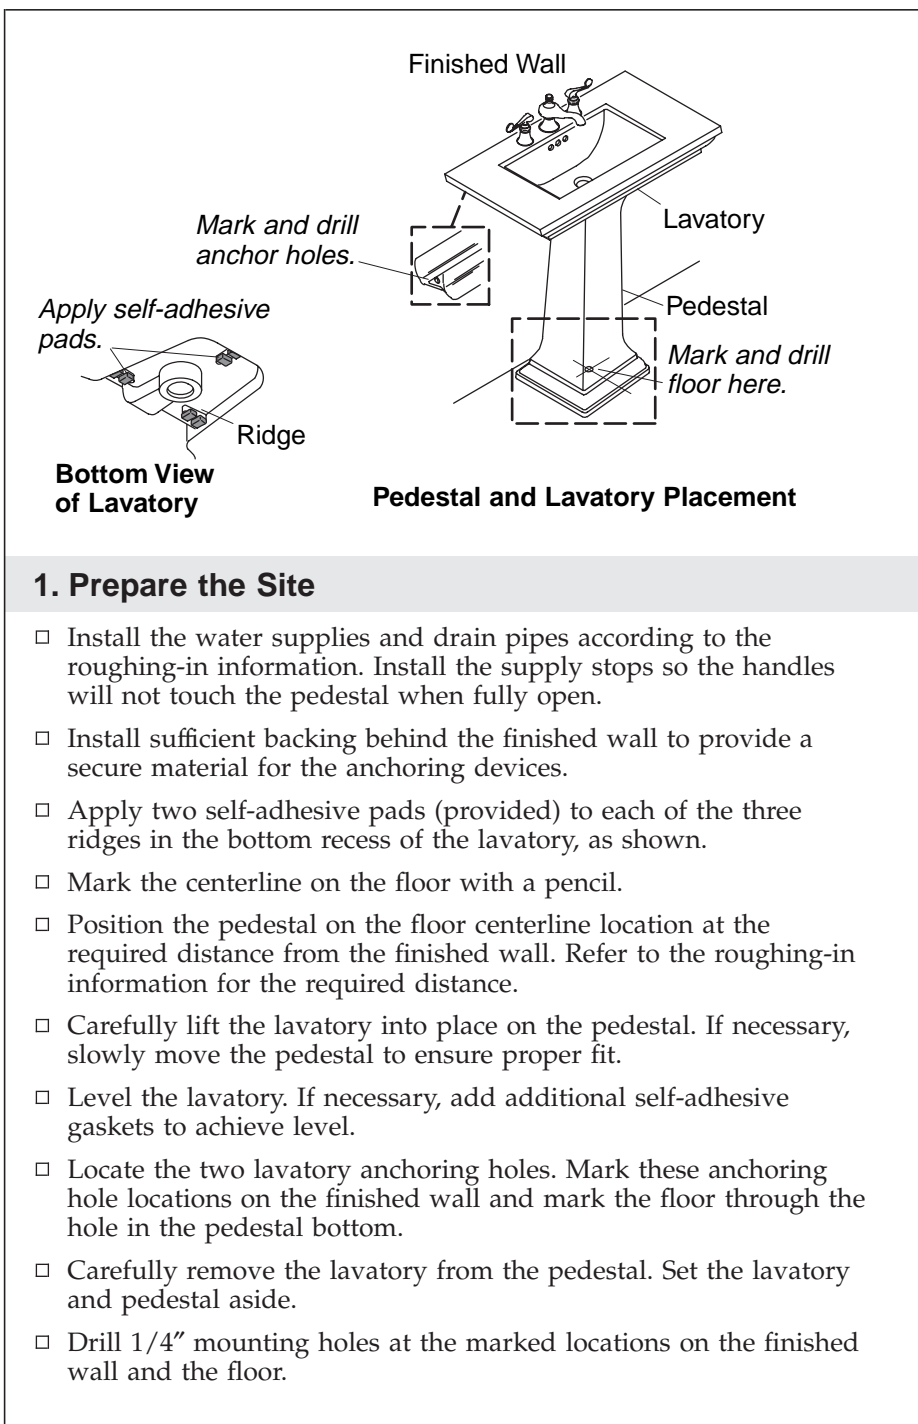 Finished Wall
Mark and drill
anchor holes.
Lavatory
Pedestal
Apply self-adhesive
pads.
Mark and drill
floor here.
Ridge
Bottom View
of Lavatory
Pedestal and Lavatory Placement
1. Prepare the Site
□ Install the water supplies and drain pipes according to the
roughing-in information. Install the supply stops so the handles
will not touch the pedestal when fully open.
□ Install sufficient backing behind the finished wall to provide a
secure material for the anchoring devices.
□ Apply two self-adhesive pads (provided) to each of the three
ridges in the bottom recess of the lavatory, as shown.
□ Mark the centerline on the floor with a pencil.
□ Position the pedestal on the floor centerline location at the
required distance from the finished wall. Refer to the roughing-in
information for the required distance.
□ Carefully lift the lavatory into place on the pedestal. If necessary,
slowly move the pedestal to ensure proper fit.
□ Level the lavatory. If necessary, add additional self-adhesive
gaskets to achieve level.
□ Locate the two lavatory anchoring holes. Mark these anchoring
hole locations on the finished wall and mark the floor through the
hole in the pedestal bottom.
□ Carefully remove the lavatory from the pedestal. Set the lavatory
and pedestal aside.
□ Drill 1/4″ mounting holes at the marked locations on the finished
wall and the floor.